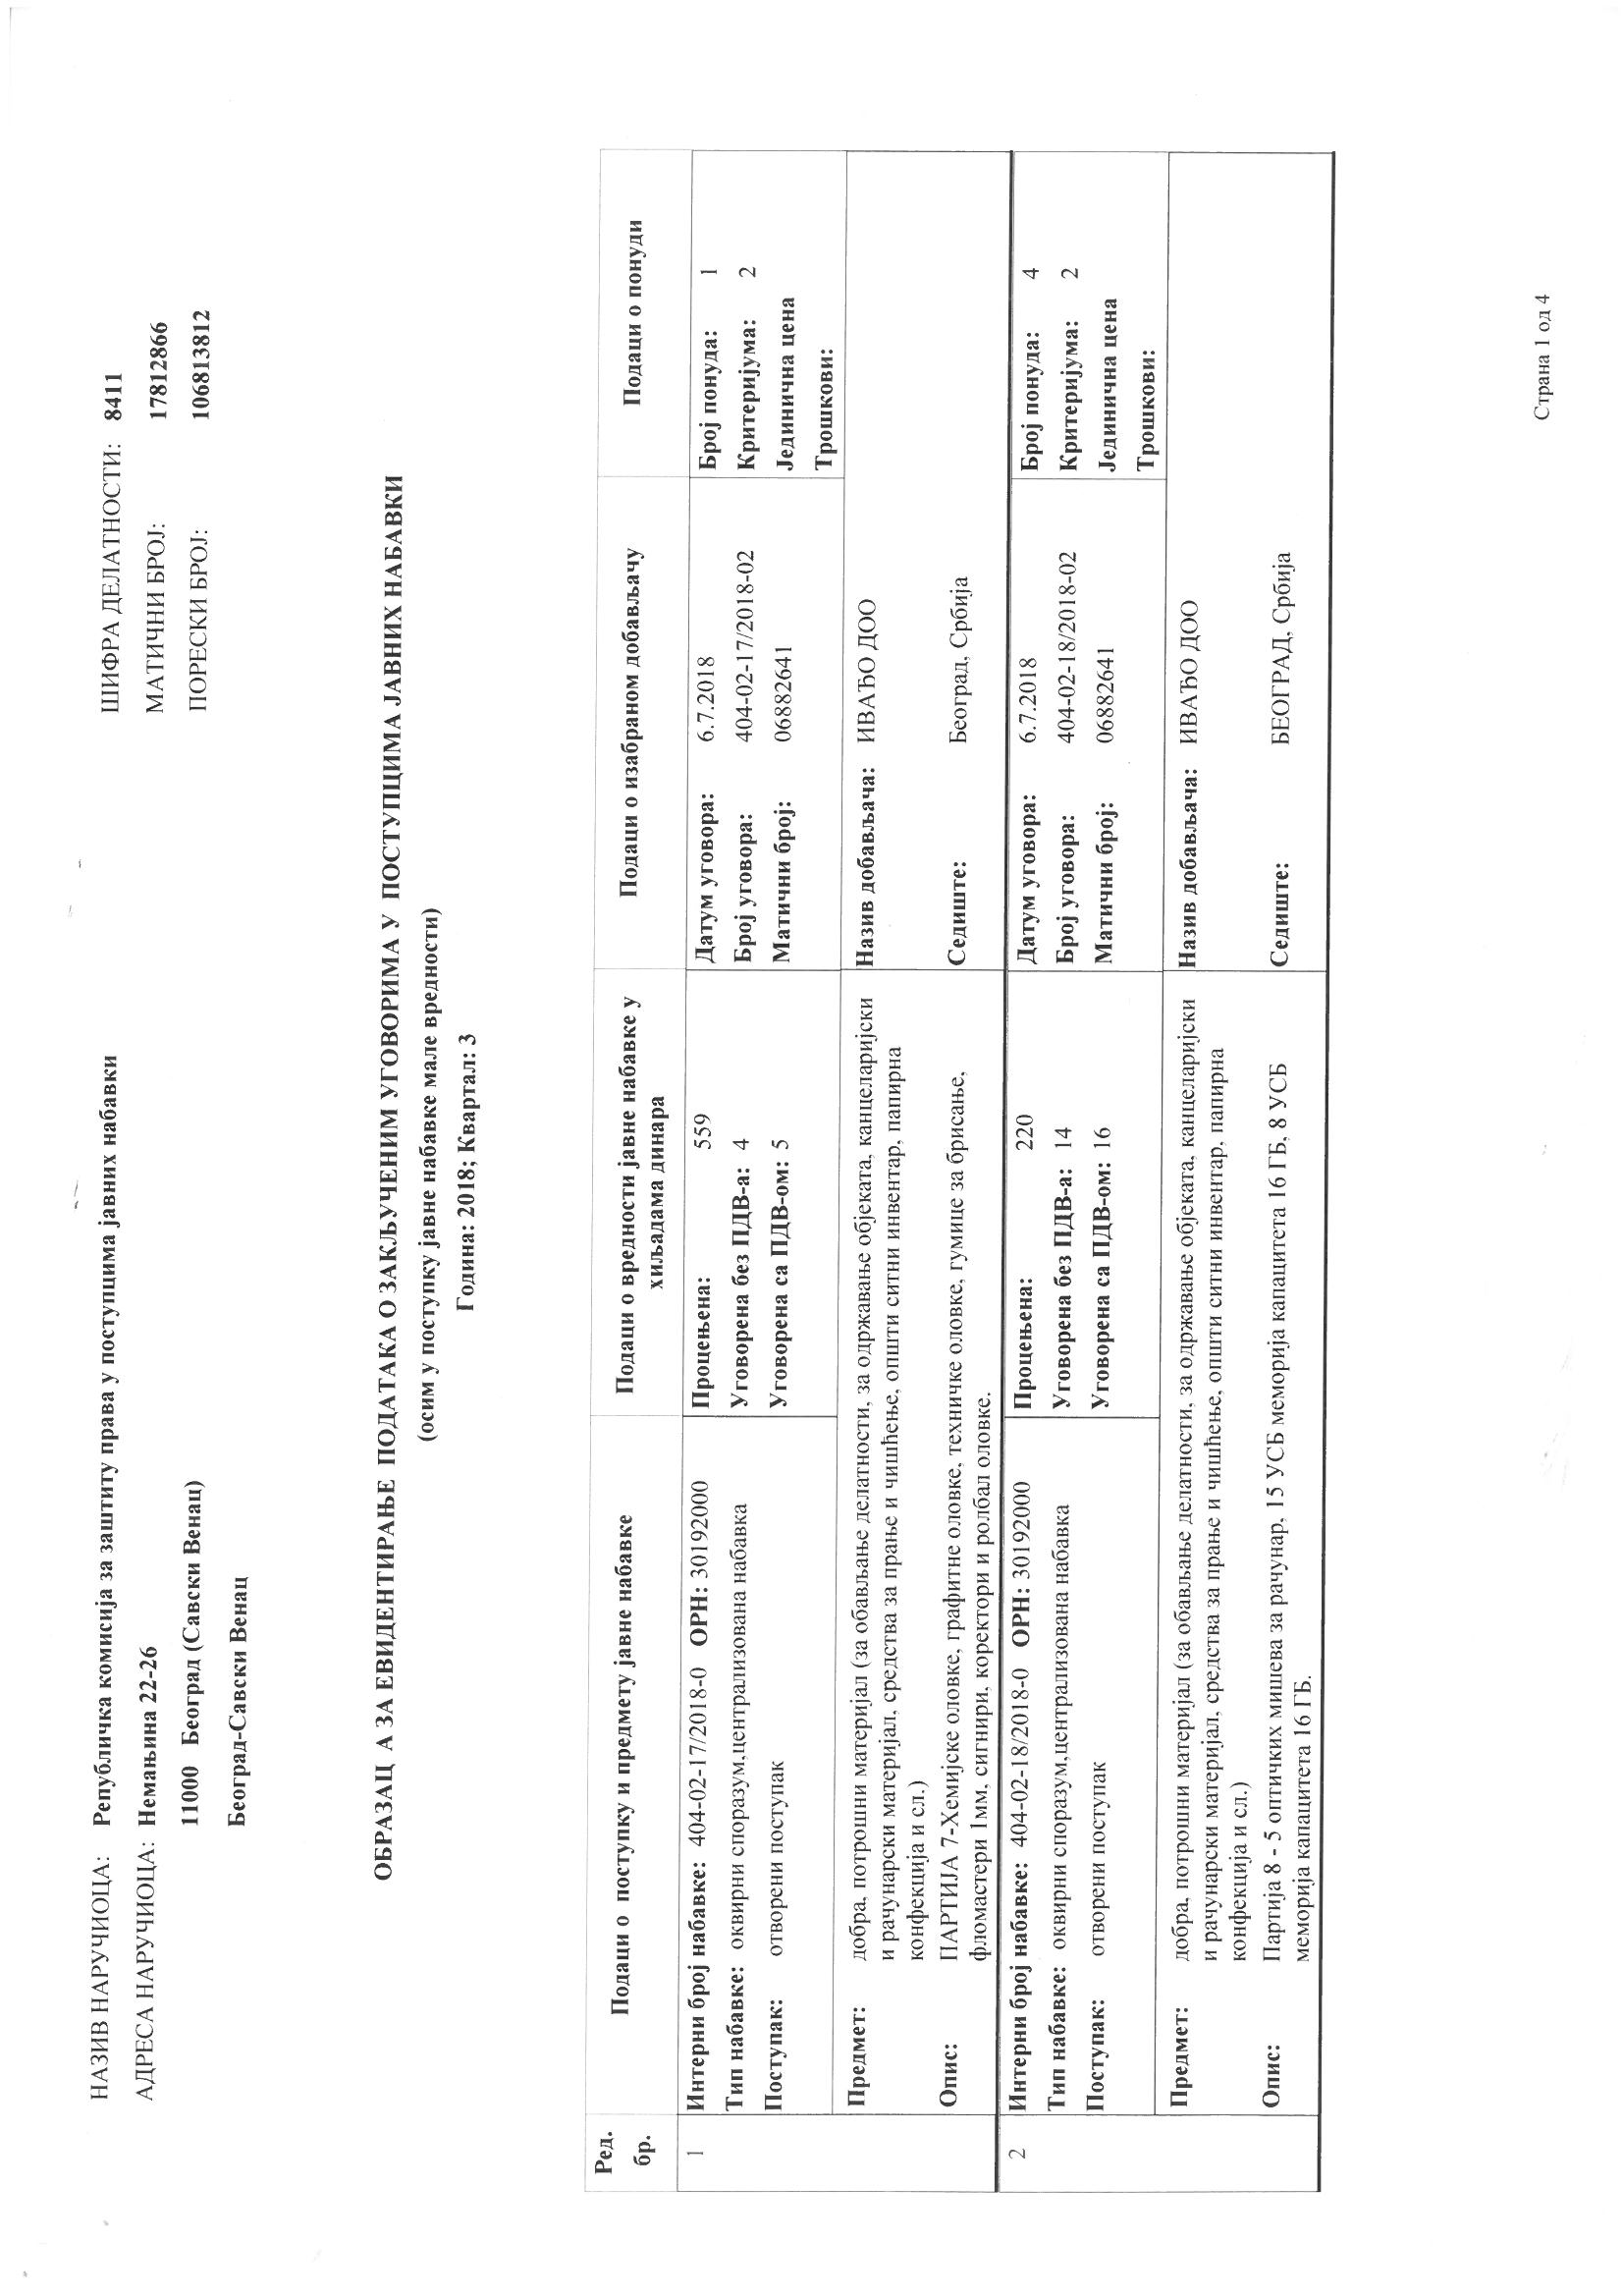 НАЗИВ НАРУЧИОЦА: Републичка комисија за заштиту права у поступцима јавних набавки
АДРЕСА НАРУЧИОЦА: Немањина 22-26
11000 Београд (Савски Венац)
Београд-Савски Венац
ШИФРА ДЕЛАТНОСТИ: 8411
МАТИЧНИ БРОЈ: 17812866
ПОРЕСКИ БРОЈ: 106813812
ОБРАЗАЦ А ЗА ЕВИДЕНТИРАЊЕ ПОДАТАКА О ЗАКЉУЧЕНИМ УГОВОРИМА У ПОСТУПЦИМА ЈАВНИХ НАБАВКИ
(осим у поступку јавне набавке мале вредности)
Година: 2018; Квартал: 3
Ред. бр.
Подаци о поступку и предмету јавне набавке
Подаци о вредности јавне набавке у
хиљадама динара
Подаци о изабраном добављачу
Подаци о понуди
1
Интерни број набавке: 404-02-17/2018-0 ОРН: 30192000
Тип набавке: оквирни споразум,централизована набавка
Поступак: отворени поступак
Процењена: 559
Уговорена без ПДВ-а: 4
Уговорена са ПДВ-ом: 5
Датум уговора: 6.7.2018
Број уговора: 404-02-17/2018-02
Матични број: 06882641
Број понуда: 1
Критеријума: 2
Јединична цена
Трошкови:
Предмет: добра, потрошни материјал (за обављање делатности, за одржавање објеката, канцеларијски
и рачунарски материјал, средства за прање и чишћење, општи ситни инвентар, папирна
конфекција и сл.)
Опис: ПАРТИЈА 7-Хемијске оловке, графитне оловке, техничке оловке, гумице за брисање,
фломастери 1мм, сигнири, коректори и ролбал оловке.
Назив добављача: ИВАЂО ДОО
Седиште: Београд, Србија
2
Интерни број набавке: 404-02-18/2018-0 ОРН: 30192000
Тип набавке: оквирни споразум,централизована набавка
Поступак: отворени поступак
Процењена: 220
Уговорена без ПДВ-а: 14
Уговорена са ПДВ-ом: 16
Датум уговора: 6.7.2018
Број уговора: 404-02-18/2018-02
Матични број: 06882641
Број понуда: 4
Критеријума: 2
Јединична цена
Трошкови:
Предмет: добра, потрошни материјал (за обављање делатности, за одржавање објеката, канцеларијски
и рачунарски материјал, средства за прање и чишћење, општи ситни инвентар, папирна
конфекција и сл.)
Опис: Партија 8 - 5 оптичких мишева за рачунар, 15 УСБ меморија капацитета 16 ГБ, 8 УСБ
меморија капацитета 16 ГБ.
Назив добављача: ИВАЂО ДОО
Седиште: БЕОГРАД, Србија
Страна 1 од 4